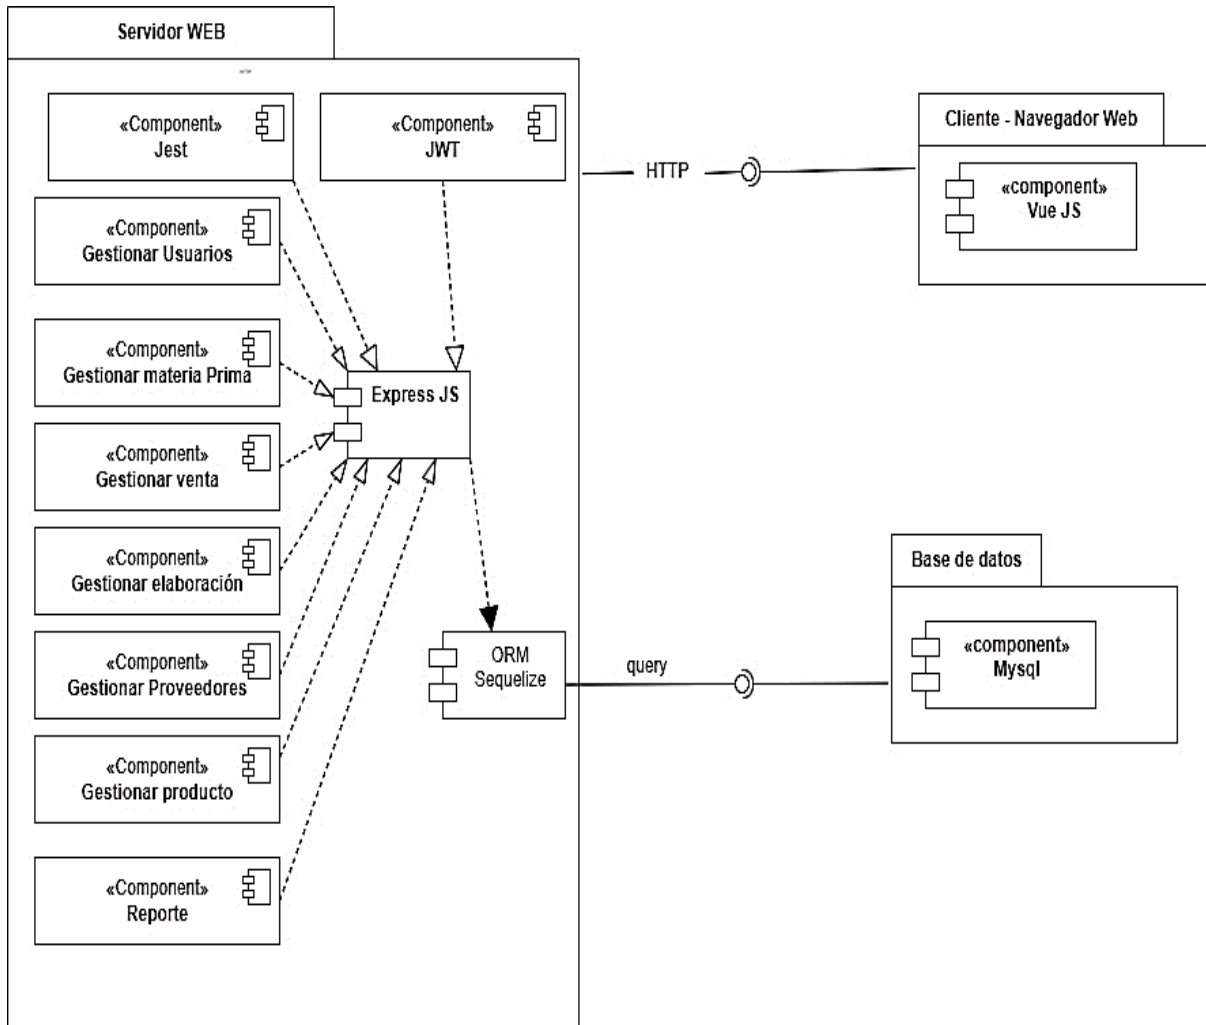 Servidor WEB
«Component»
Jest
«Component»
JWT
«Component»
Gestionar Usuarios
«Component»
Gestionar materia Prima
«Component»
Gestionar venta
«Component»
Gestionar elaboración
«Component»
Gestionar Proveedores
«Component»
Gestionar producto
«Component»
Reporte
Express JS
ORM
Sequelize
HTTP
query
Cliente - Navegador Web
«component»
Vue JS
Base de datos
«component»
Mysql